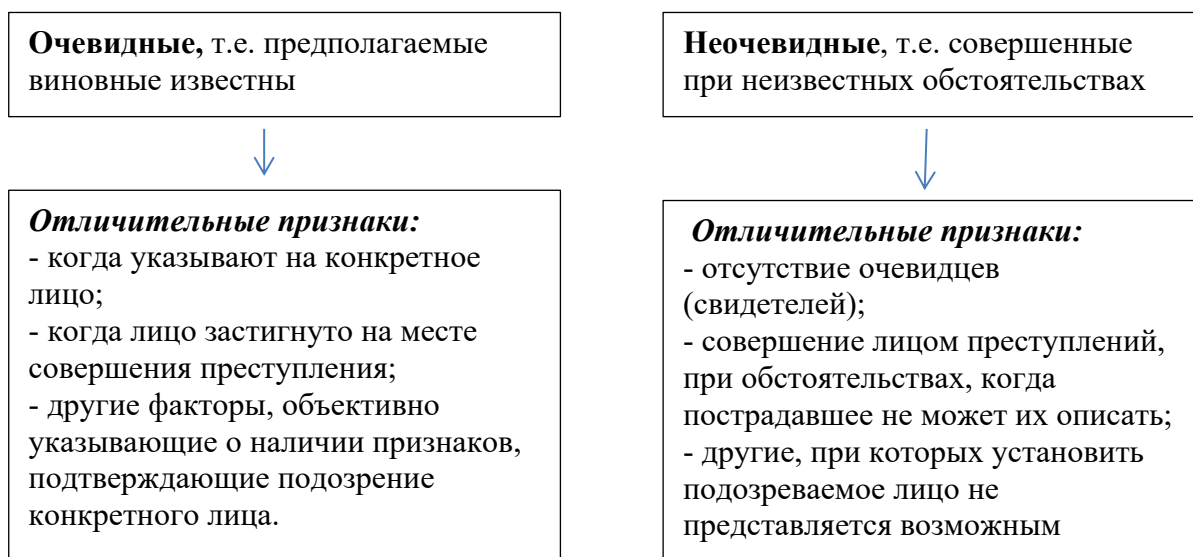 Очевидные, т.е. предполагаемые
виновные известны
Неочевидные, т.е. совершенные
при неизвестных обстоятельствах
Отличительные признаки:
- когда указывают на конкретное
лицо;
- когда лицо застигнуто на месте
совершения преступления;
- другие факторы, объективно
указывающие о наличии признаков,
подтверждающие подозрение
конкретного лица.
Отличительные признаки:
- отсутствие очевидцев
(свидетелей);
- совершение лицом преступлений,
при обстоятельствах, когда
пострадавшее не может их описать;
- другие, при которых установить
подозреваемое лицо не
представляется возможным